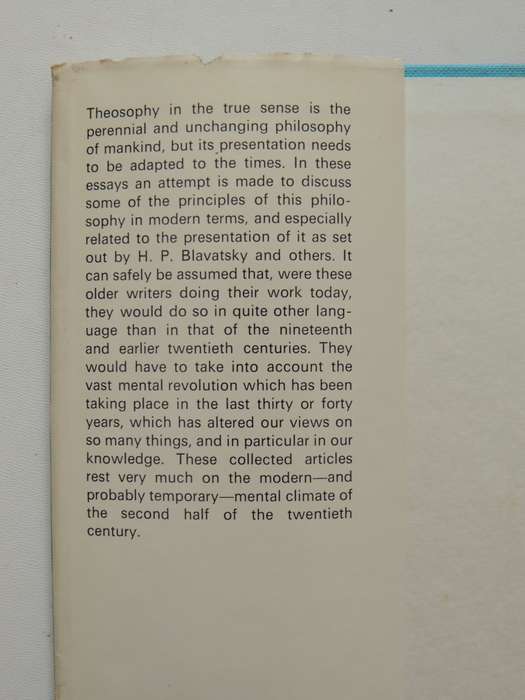 Theosophy in the true sense is the
perennial and unchanging philosophy
of mankind, but its presentation needs
to be adapted to the times. In these
essays an attempt is made to discuss
some of the principles of this philo-
sophy in modern terms, and especially
related to the presentation of it as set
out by H. P. Blavatsky and others. It
can safely be assumed that, were these
older writers doing their work today,
they would do so in quite other lang-
uage than in that of the nineteenth
and earlier twentieth centuries. They
would have to take into account the
vast mental revolution which has been
taking place in the last thirty or forty
years, which has altered our views on
so many things, and in particular in our
knowledge. These collected articles
rest very much on the modern—and
probably temporary—mental climate of
the second half of the twentieth
century.